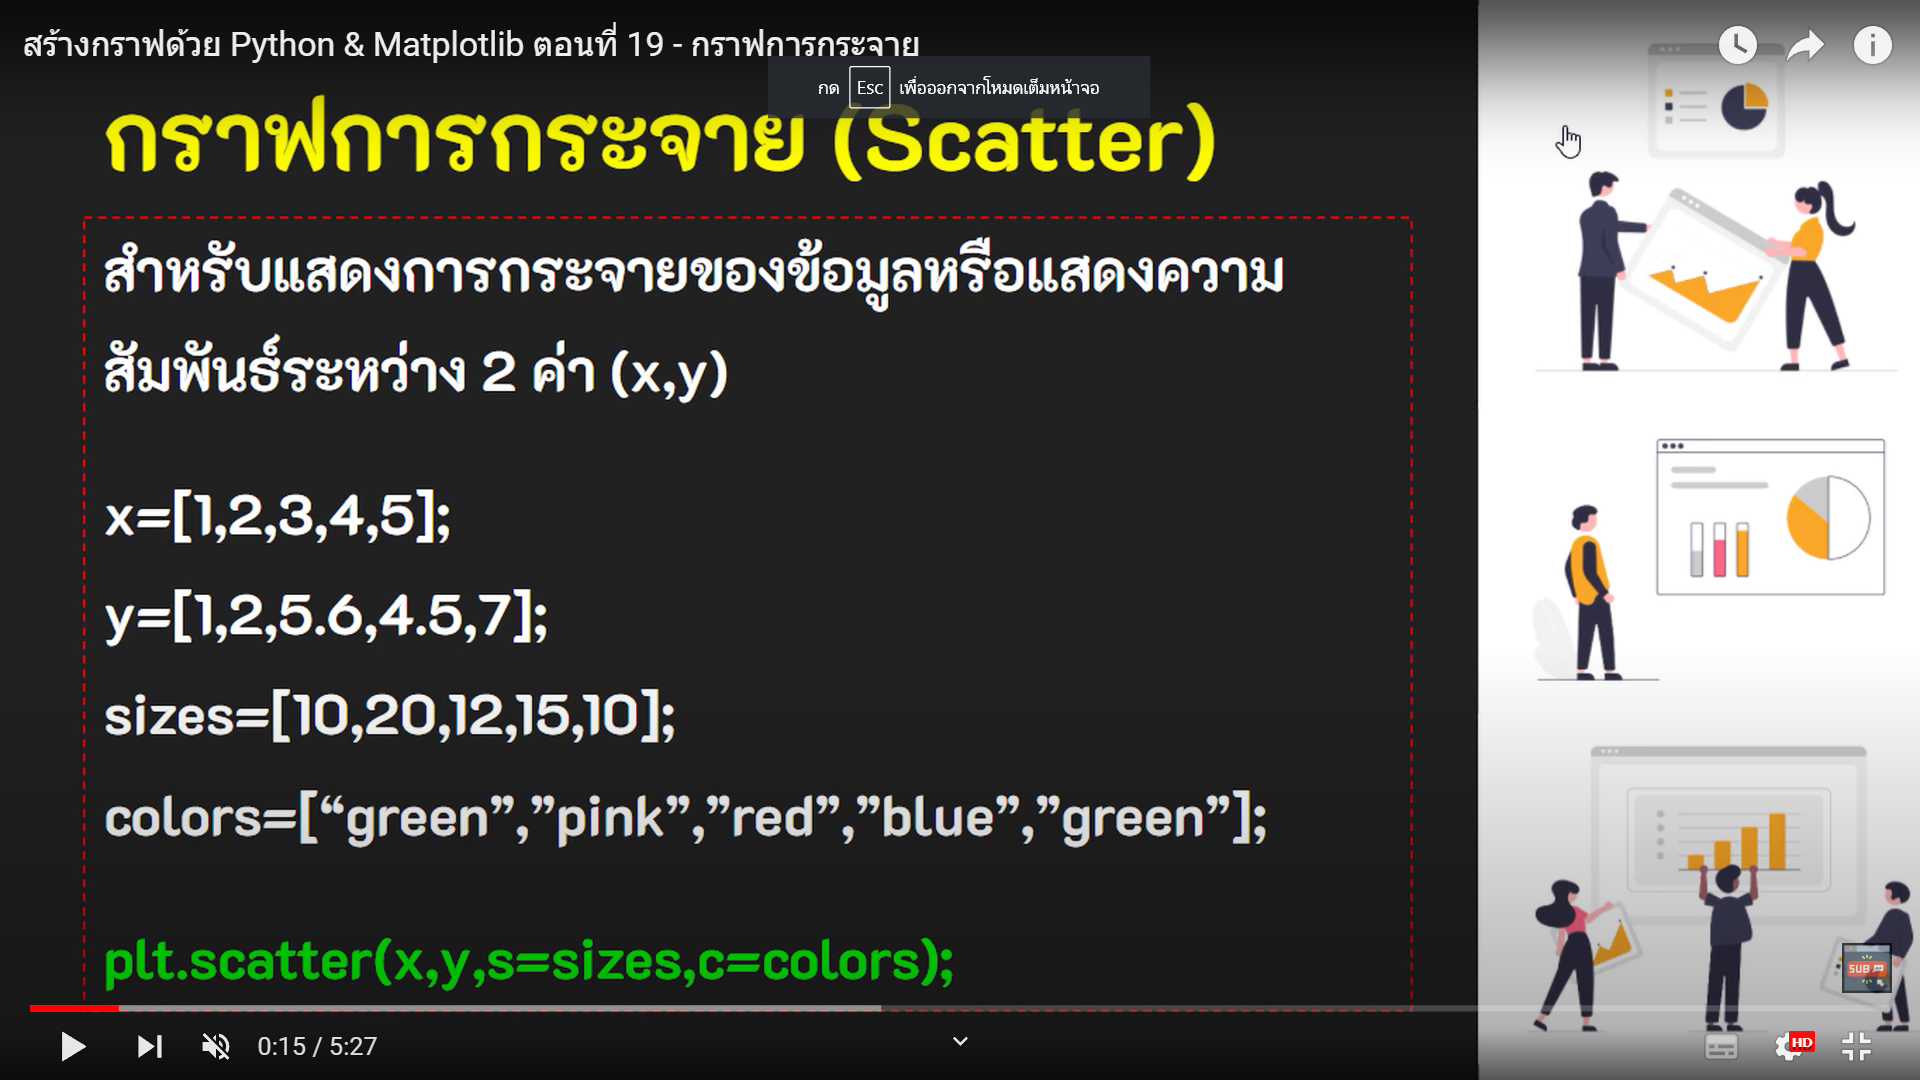 สร้างกราฟด้วย Python & Matplotlib ตอนที่ 19 - กราฟการกระจาย
กด Esc เพื่อออกจากโหมดเต็มหน้าจอ
กราฟการกระจาย (Scatter)
สำหรับแสดงการกระจายของข้อมูลหรือแสดงความ
สัมพันธ์ระหว่าง 2 ค่า (x,y)
x=[1,2,3,4,5];
y=[1,2,5.6,4.5,7];
sizes=[10,20,12,15,10];
colors=[“green”,”pink”,”red”,”blue”,”green”];
plt.scatter(x,y,s=sizes,c=colors);
SUB
0:15 / 5:27
HD